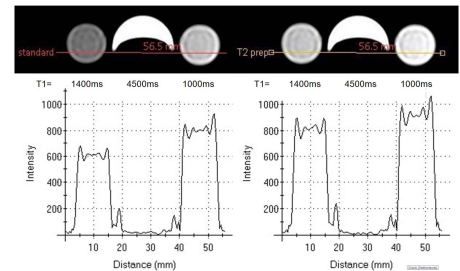 standard 56.5 mm T2 prep 56.5 mm
T1= 1400ms 4500ms 1000ms T1= 1400ms 4500ms 1000ms
1000 1000
800 800
600 600
400 400
200 200
Intensity Intensity
10 20 30 40 50 10 20 30 40 50
Distance (mm) Distance (mm)